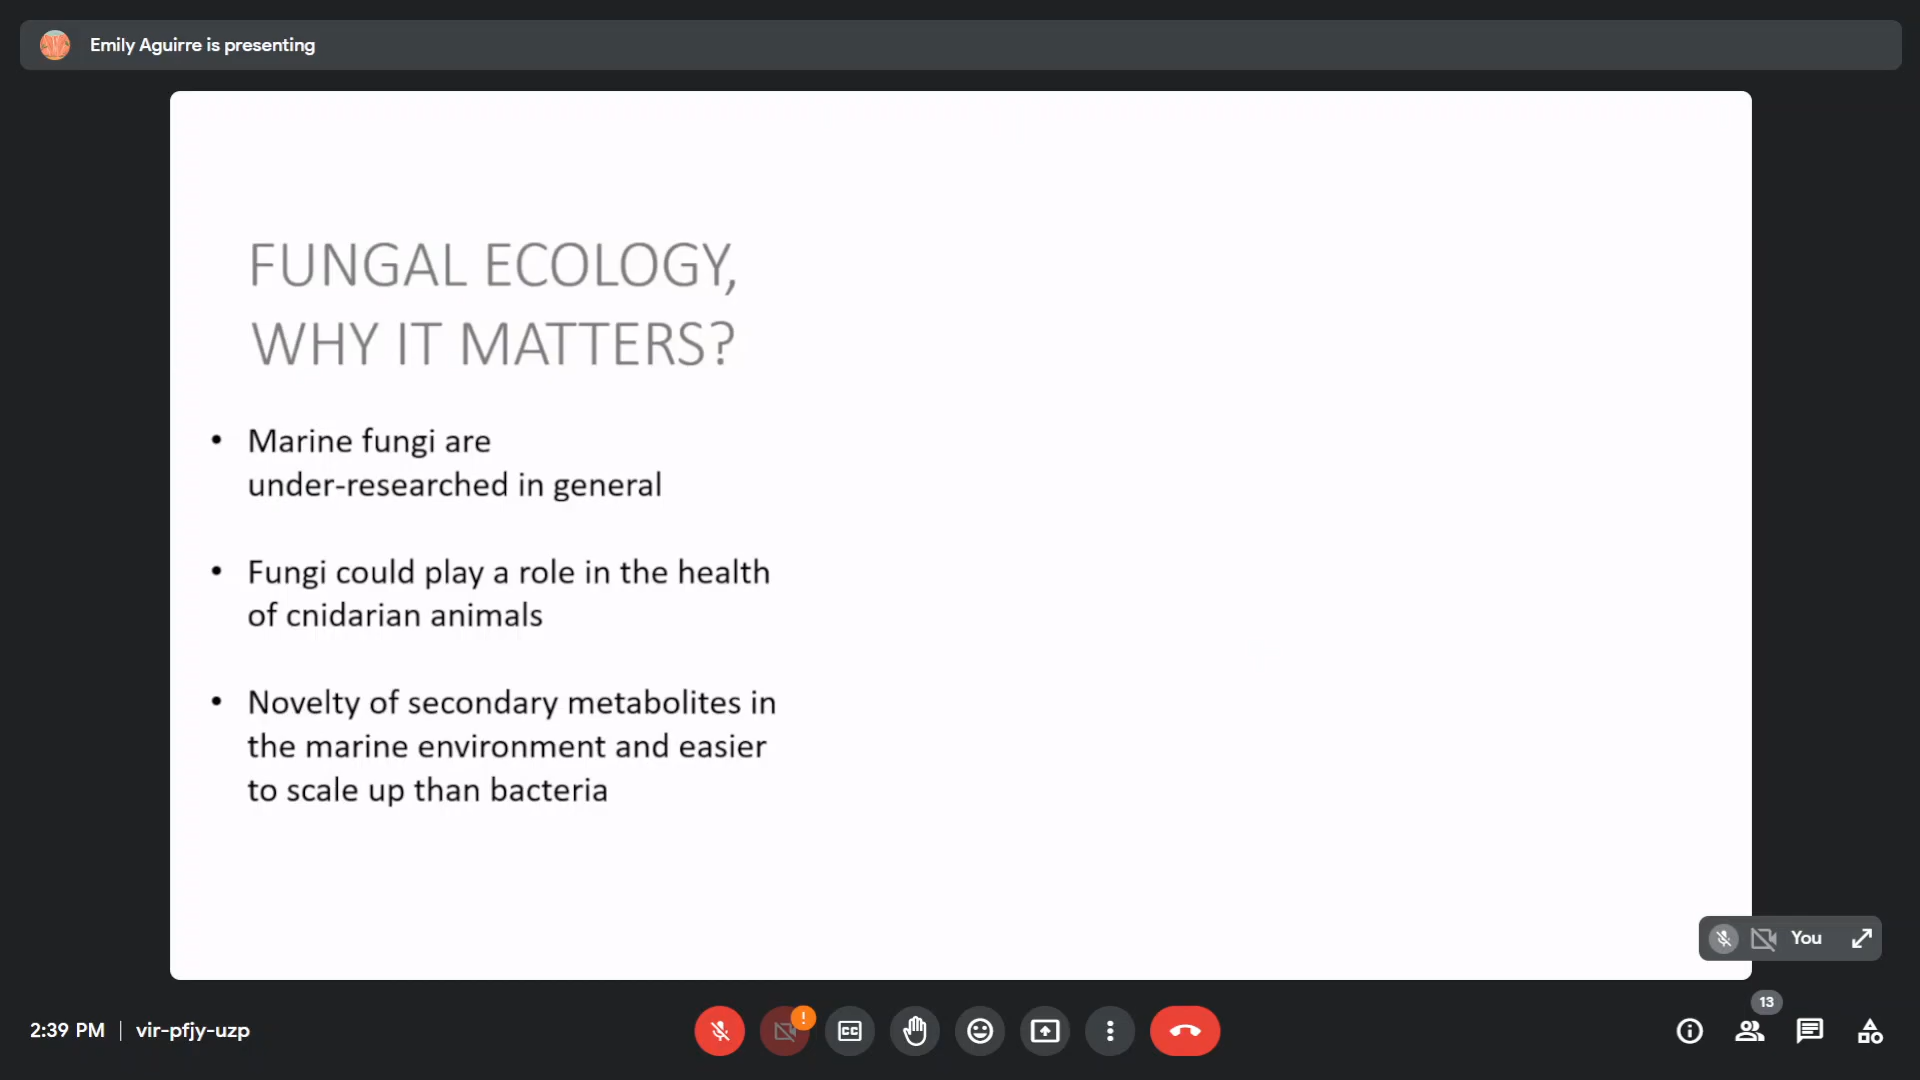 Emily Aguirre is presenting
FUNGAL ECOLOGY,
WHY IT MATTERS?
• Marine fungi are
under-researched in general
• Fungi could play a role in the health
of cnidarian animals
• Novelty of secondary metabolites in
the marine environment and easier
to scale up than bacteria
You
13
2:39 PM | vir-pfjy-uzp
! CC